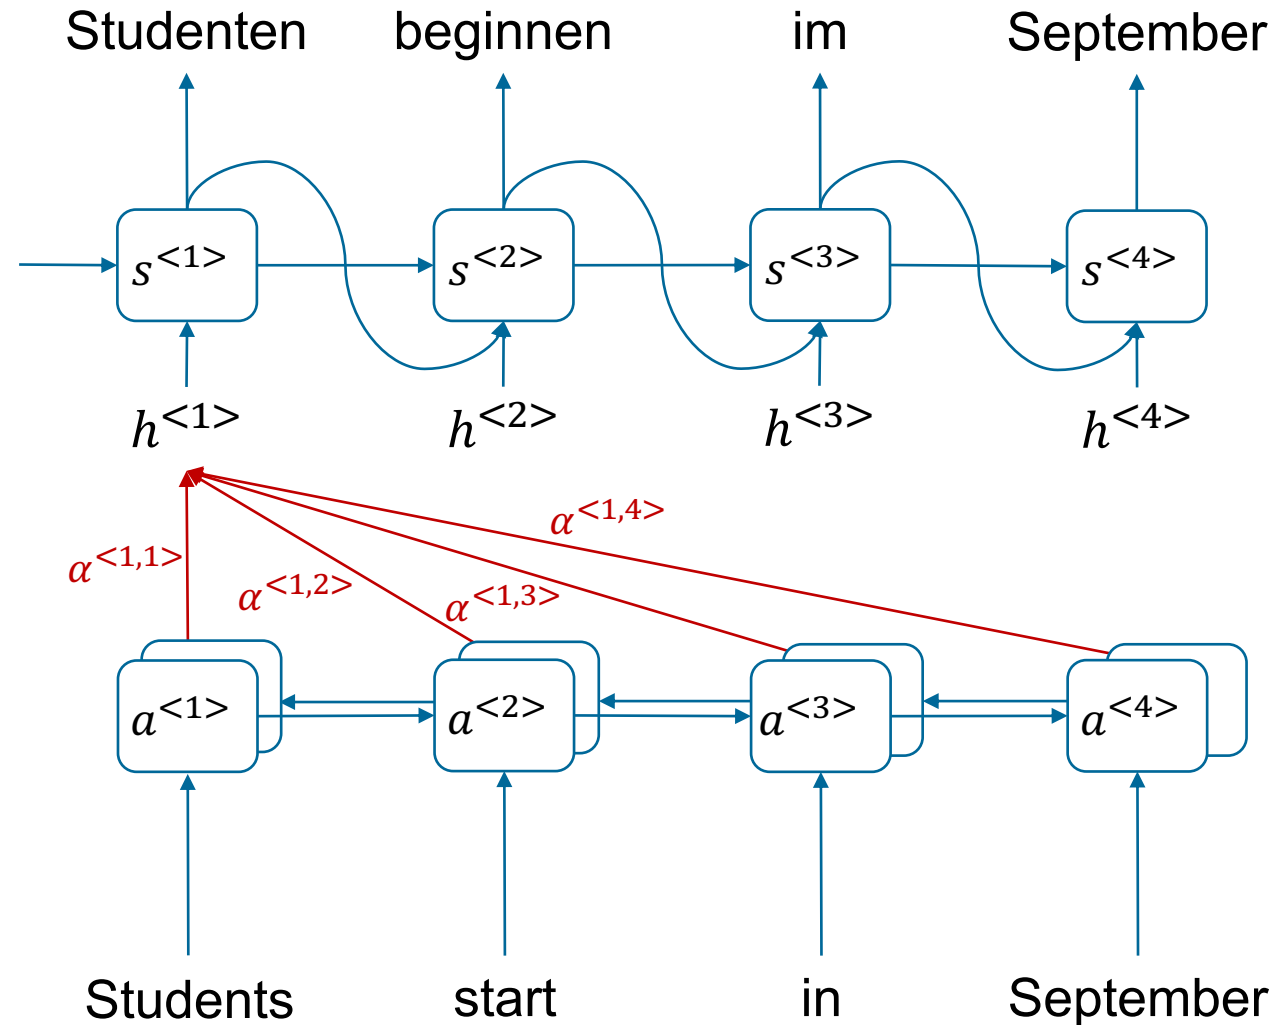 Studenten beginnen im September
s<1> s<2> s<3> s<4>
h<1> h<2> h<3> h<4>
α<1,4>
α<1,1> α<1,2> α<1,3>
a<1> a<2> a<3> a<4>
Students start in September